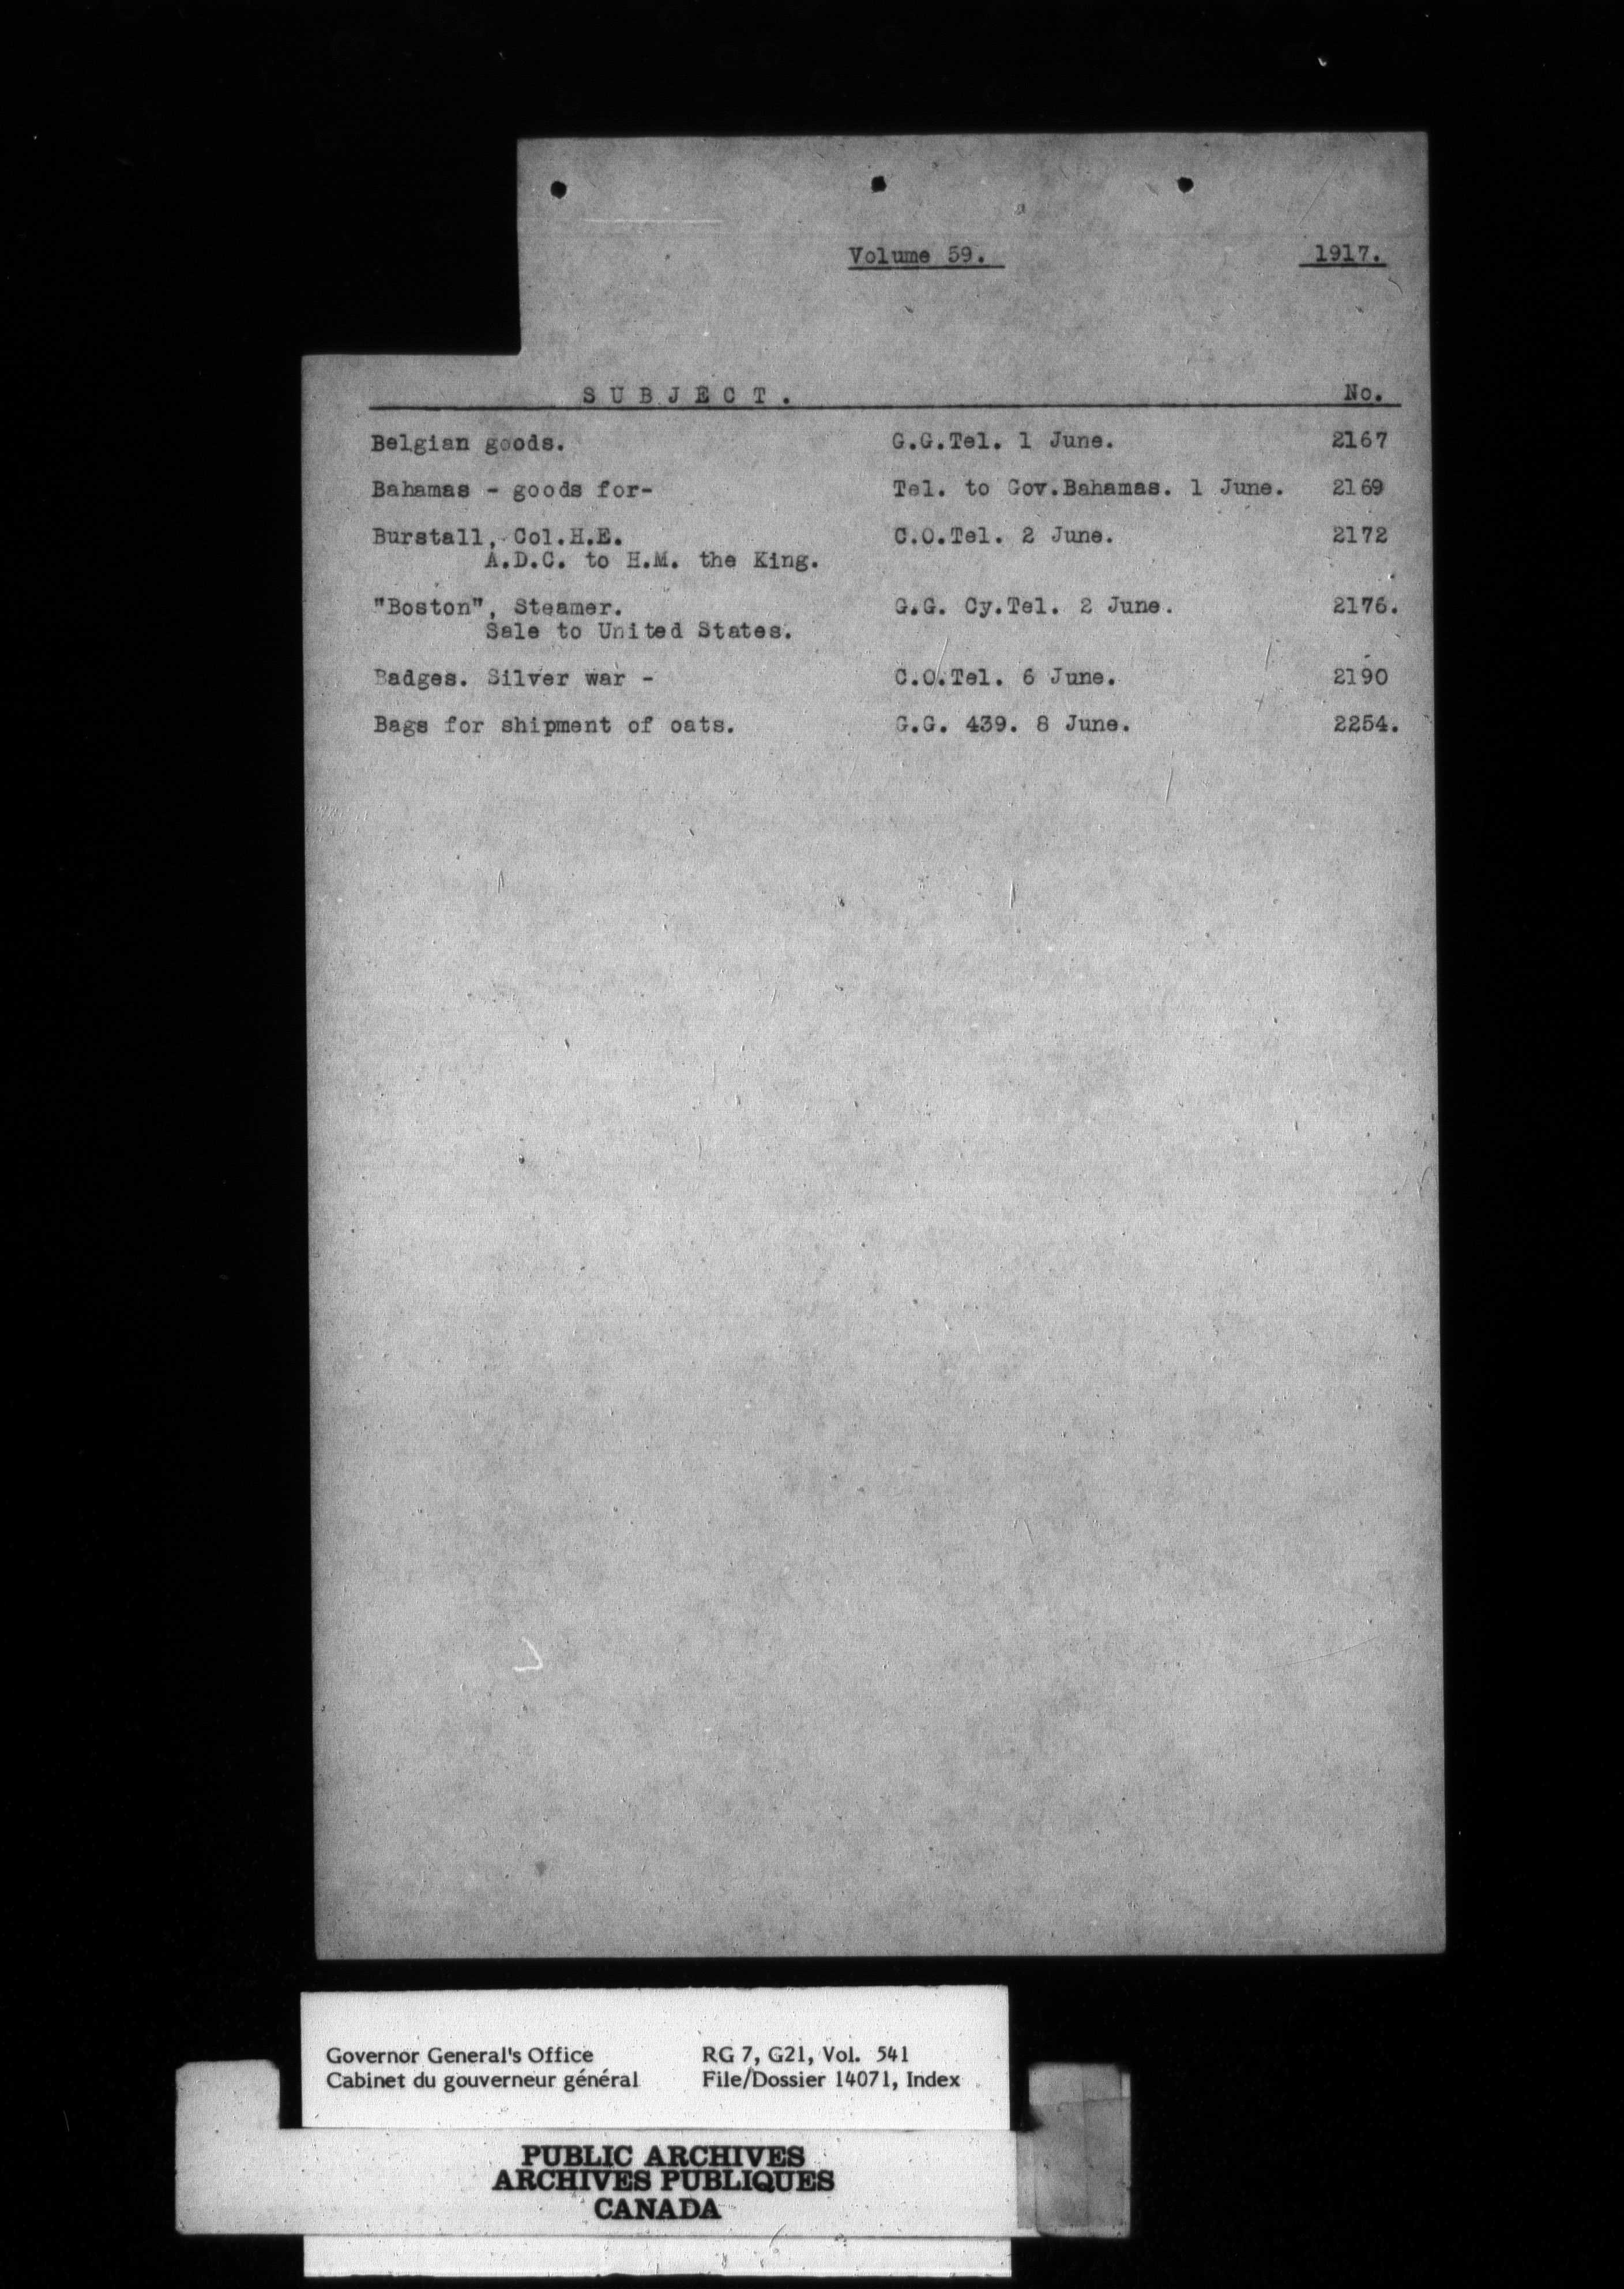 Volume 59. 1917.
SUBJECT. No.
Belgian goods. G.G.Tel. 1 June. 2167
Bahamas - goods for- Tel. to Gov.Bahamas. 1 June. 2169
Burstall, Col.H.E. C.O.Tel. 2 June. 2172
A.D.C. to H.M. the King.
"Boston", Steamer. G.G. Cy.Tel. 2 June. 2176.
Sale to United States.
Badges. Silver war - C.O.Tel. 6 June. 2190
Bags for shipment of oats. G.G. 439. 8 June. 2254.
Governor General's Office RG 7, G21, Vol. 541
Cabinet du gouverneur général File/Dossier 14071, Index
PUBLIC ARCHIVES
ARCHIVES PUBLIQUES
CANADA